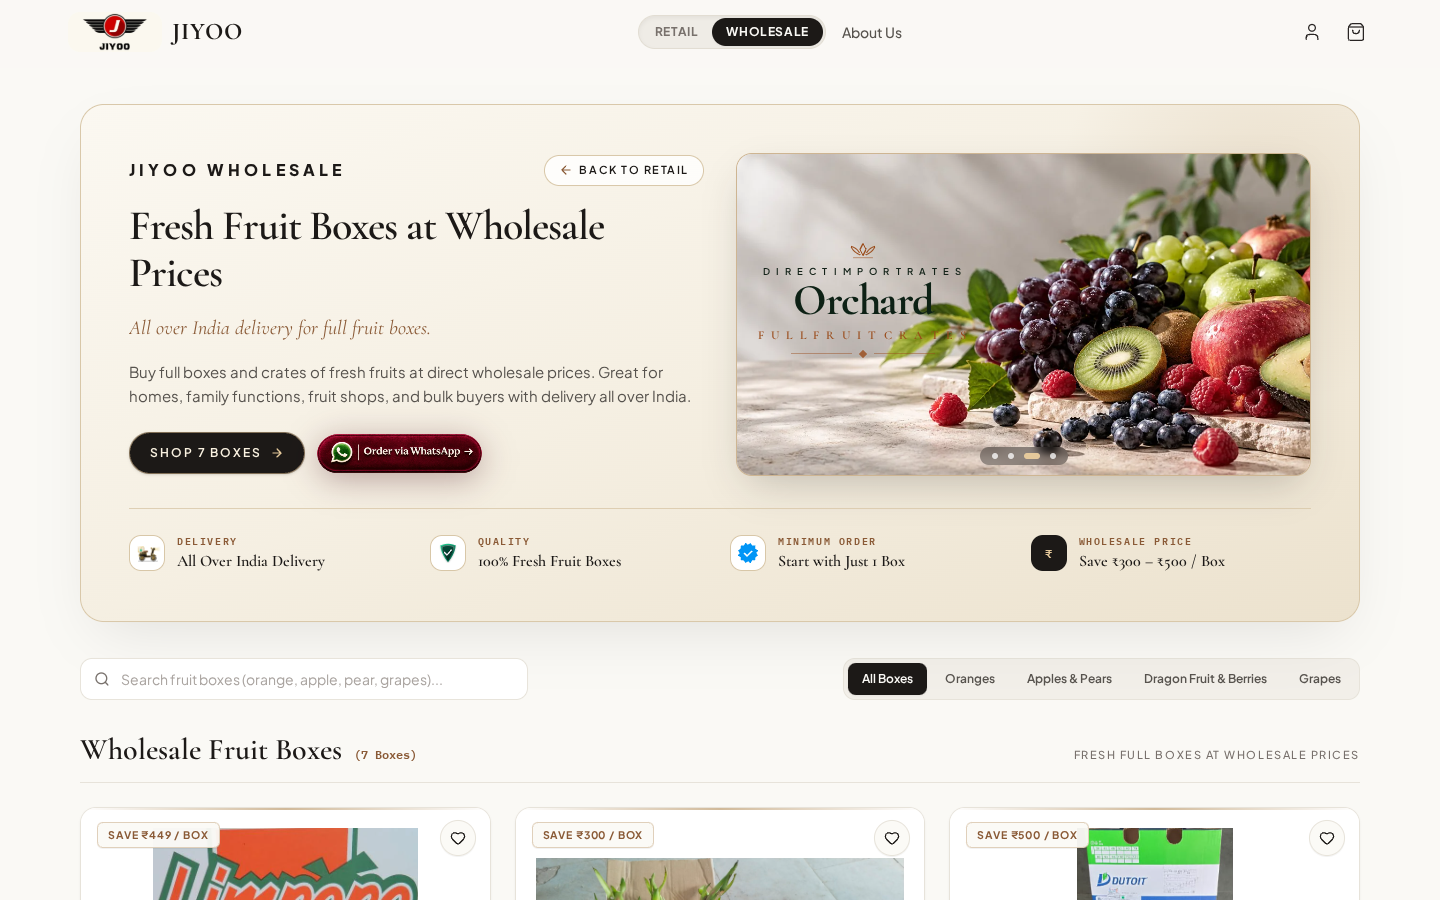 JIYOO
JIYOO
RETAIL
WHOLESALE
About Us
JIYOO WHOLESALE
← BACK TO RETAIL
Fresh Fruit Boxes at Wholesale
Prices
All over India delivery for full fruit boxes.
Buy full boxes and crates of fresh fruits at direct wholesale prices. Great for
homes, family functions, fruit shops, and bulk buyers with delivery all over India.
SHOP 7 BOXES →
Order via WhatsApp →
DIRECT IMPORT RATES
Orchard
FULL FRUIT CRATES
DELIVERY
All Over India Delivery
QUALITY
100% Fresh Fruit Boxes
MINIMUM ORDER
Start with Just 1 Box
₹
WHOLESALE PRICE
Save ₹300 – ₹500 / Box
Search fruit boxes (orange, apple, pear, grapes)...
All Boxes
Oranges
Apples & Pears
Dragon Fruit & Berries
Grapes
Wholesale Fruit Boxes (7 Boxes)
FRESH FULL BOXES AT WHOLESALE PRICES
SAVE ₹449 / BOX
SAVE ₹300 / BOX
SAVE ₹500 / BOX
Limpopo
DUTOIT